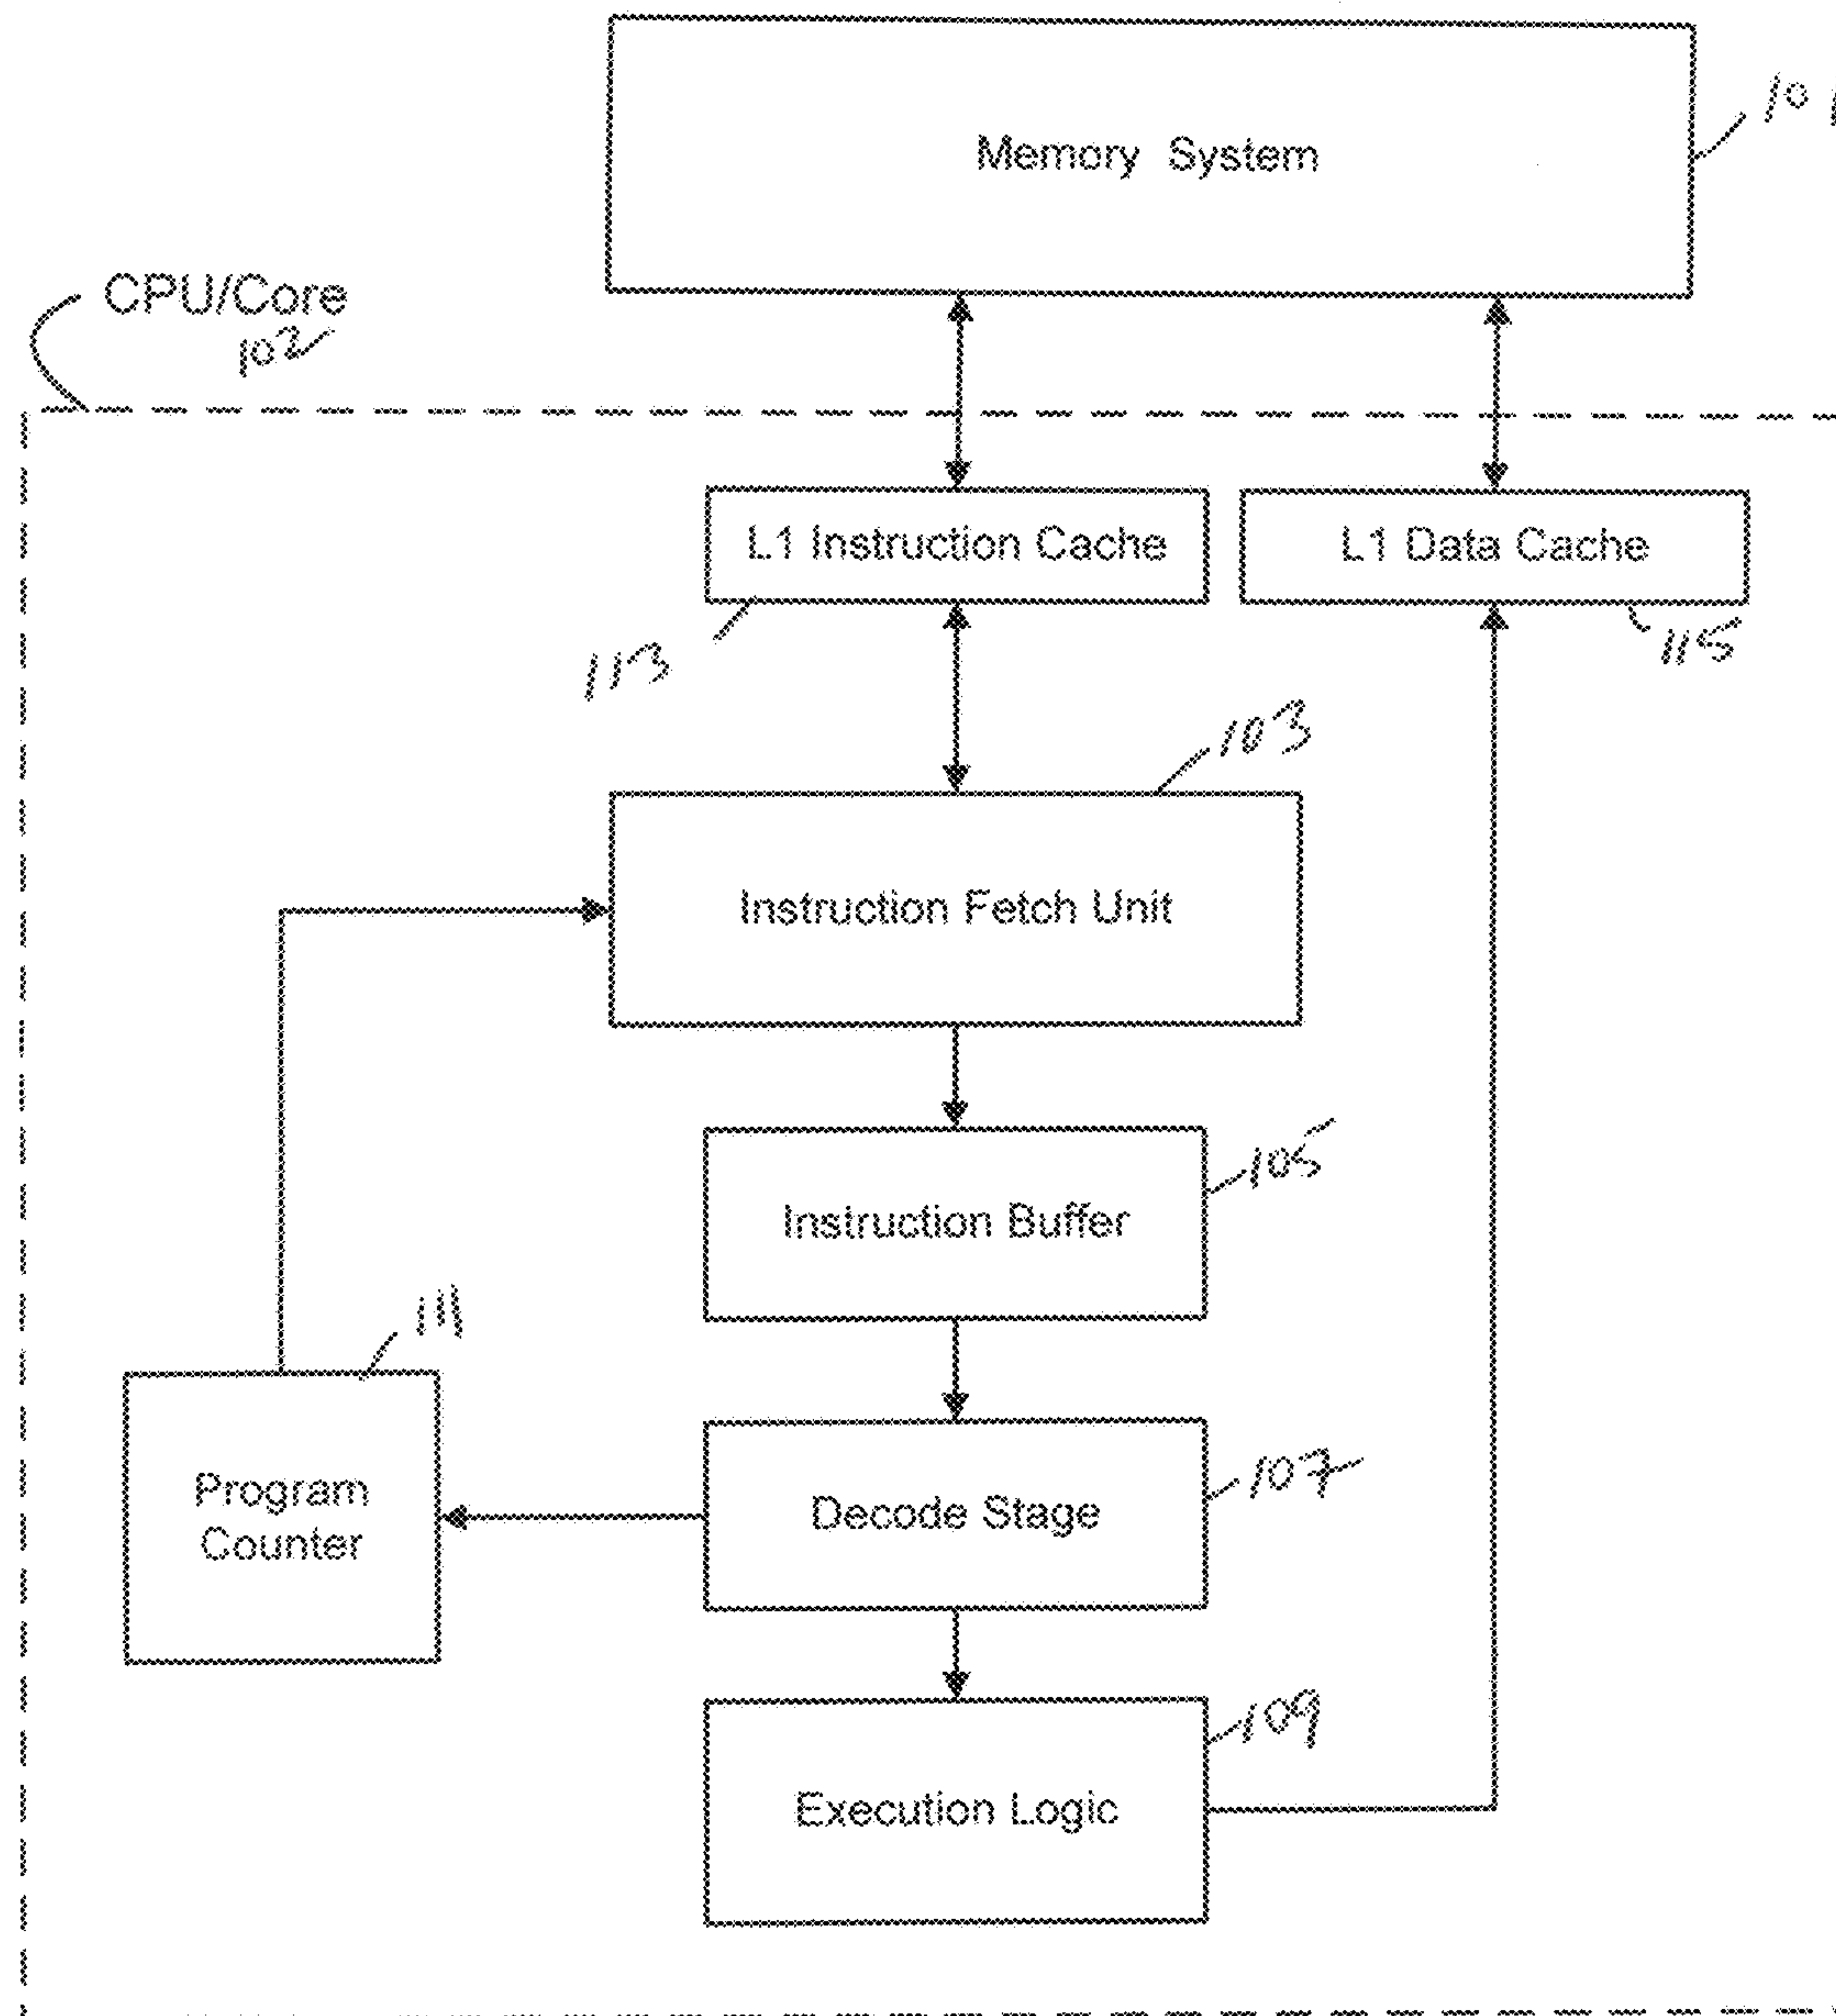 Memory System
101
CPU/Core
102
L1 Instruction Cache
L1 Data Cache
113
115
103
Instruction Fetch Unit
105
Instruction Buffer
111
Program
Counter
Decode Stage
107
109
Execution Logic